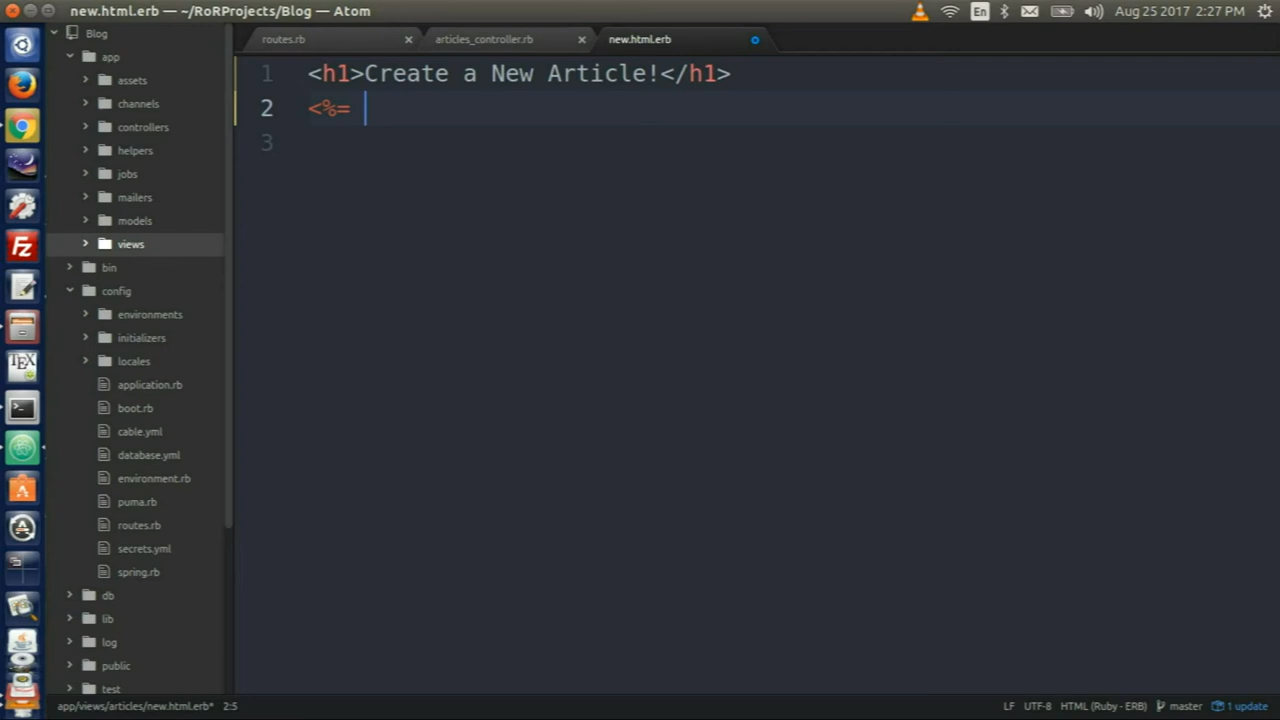 new.html.erb — ~/RoRProjects/Blog — Atom
En
Aug 25 2017 2:27 PM
Blog
app
assets
channels
controllers
helpers
jobs
mailers
models
views
bin
config
environments
initializers
locales
application.rb
boot.rb
cable.yml
database.yml
environment.rb
puma.rb
routes.rb
secrets.yml
spring.rb
db
lib
log
public
test
routes.rb
articles_controller.rb
new.html.erb
1 <h1>Create a New Article!</h1>
2 <%=
3
app/views/articles/new.html.erb* 2:5
LF UTF-8 HTML (Ruby - ERB) master 1 update
Fz
TEX